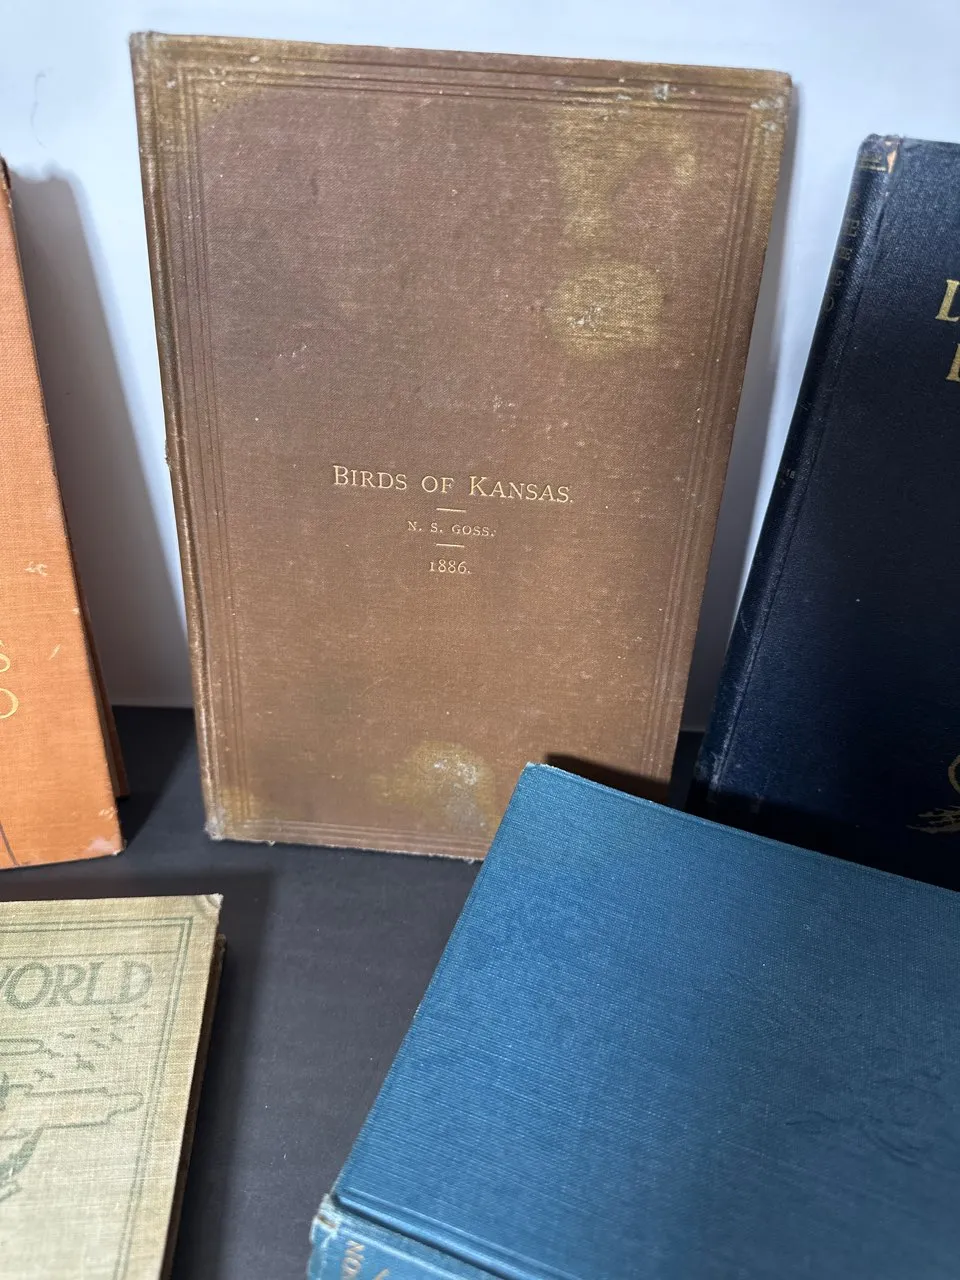 BIRDS OF KANSAS.
N. S. GOSS.
1886.
WORLD